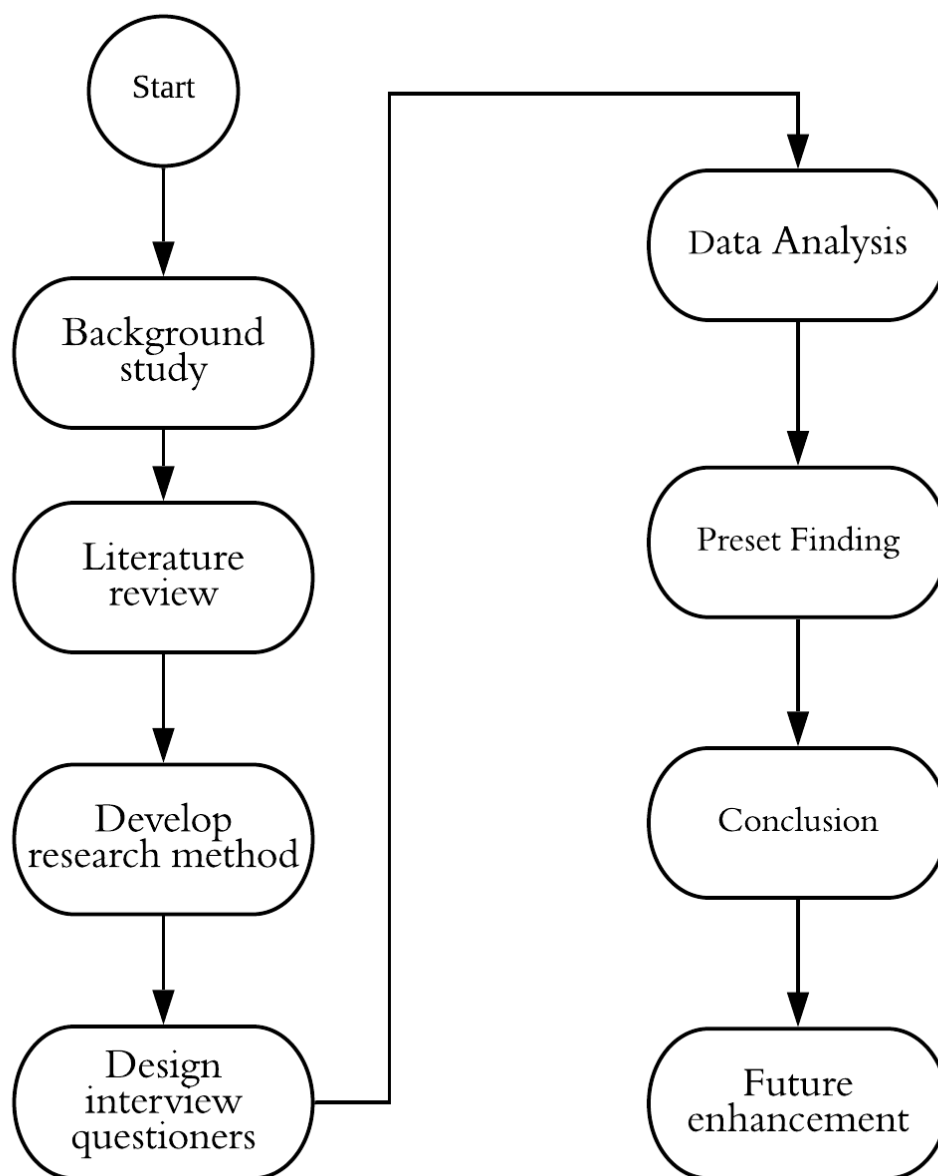 Start
Background
study
Literature
review
Develop
research method
Design
interview
questioners
Data Analysis
Preset Finding
Conclusion
Future
enhancement